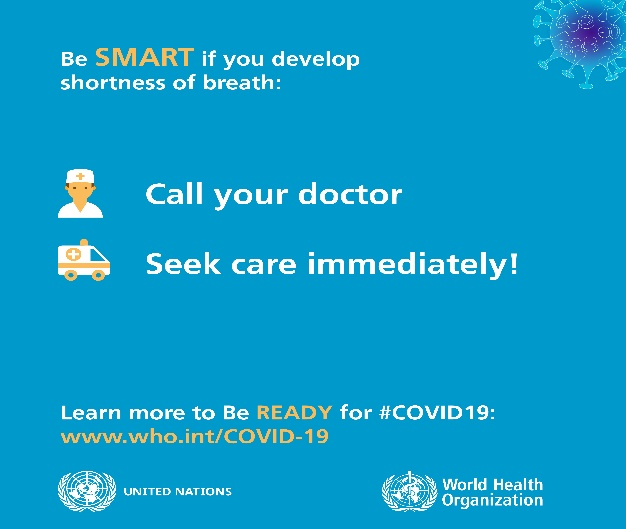 Be SMART if you develop
shortness of breath:
Call your doctor
Seek care immediately!
Learn more to Be READY for #COVID19:
www.who.int/COVID-19
UNITED NATIONS
World Health
Organization